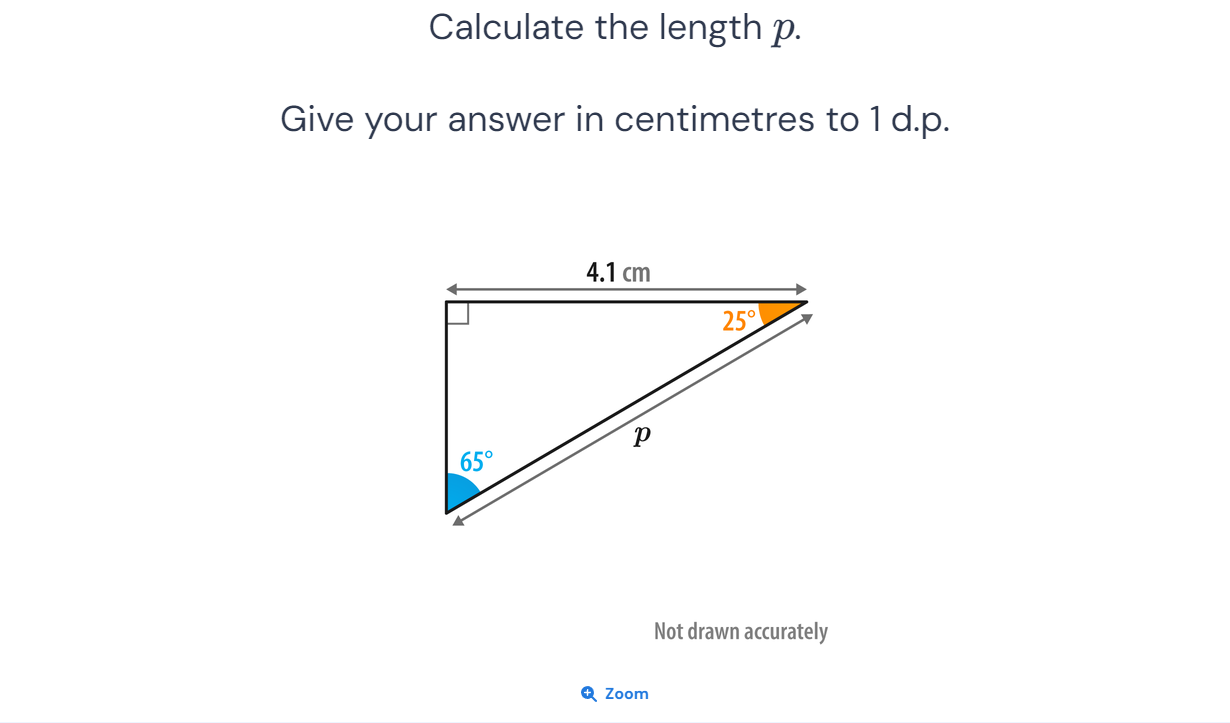 Calculate the length p.
Give your answer in centimetres to 1 d.p.
4.1 cm
25°
p
65°
Not drawn accurately
Zoom